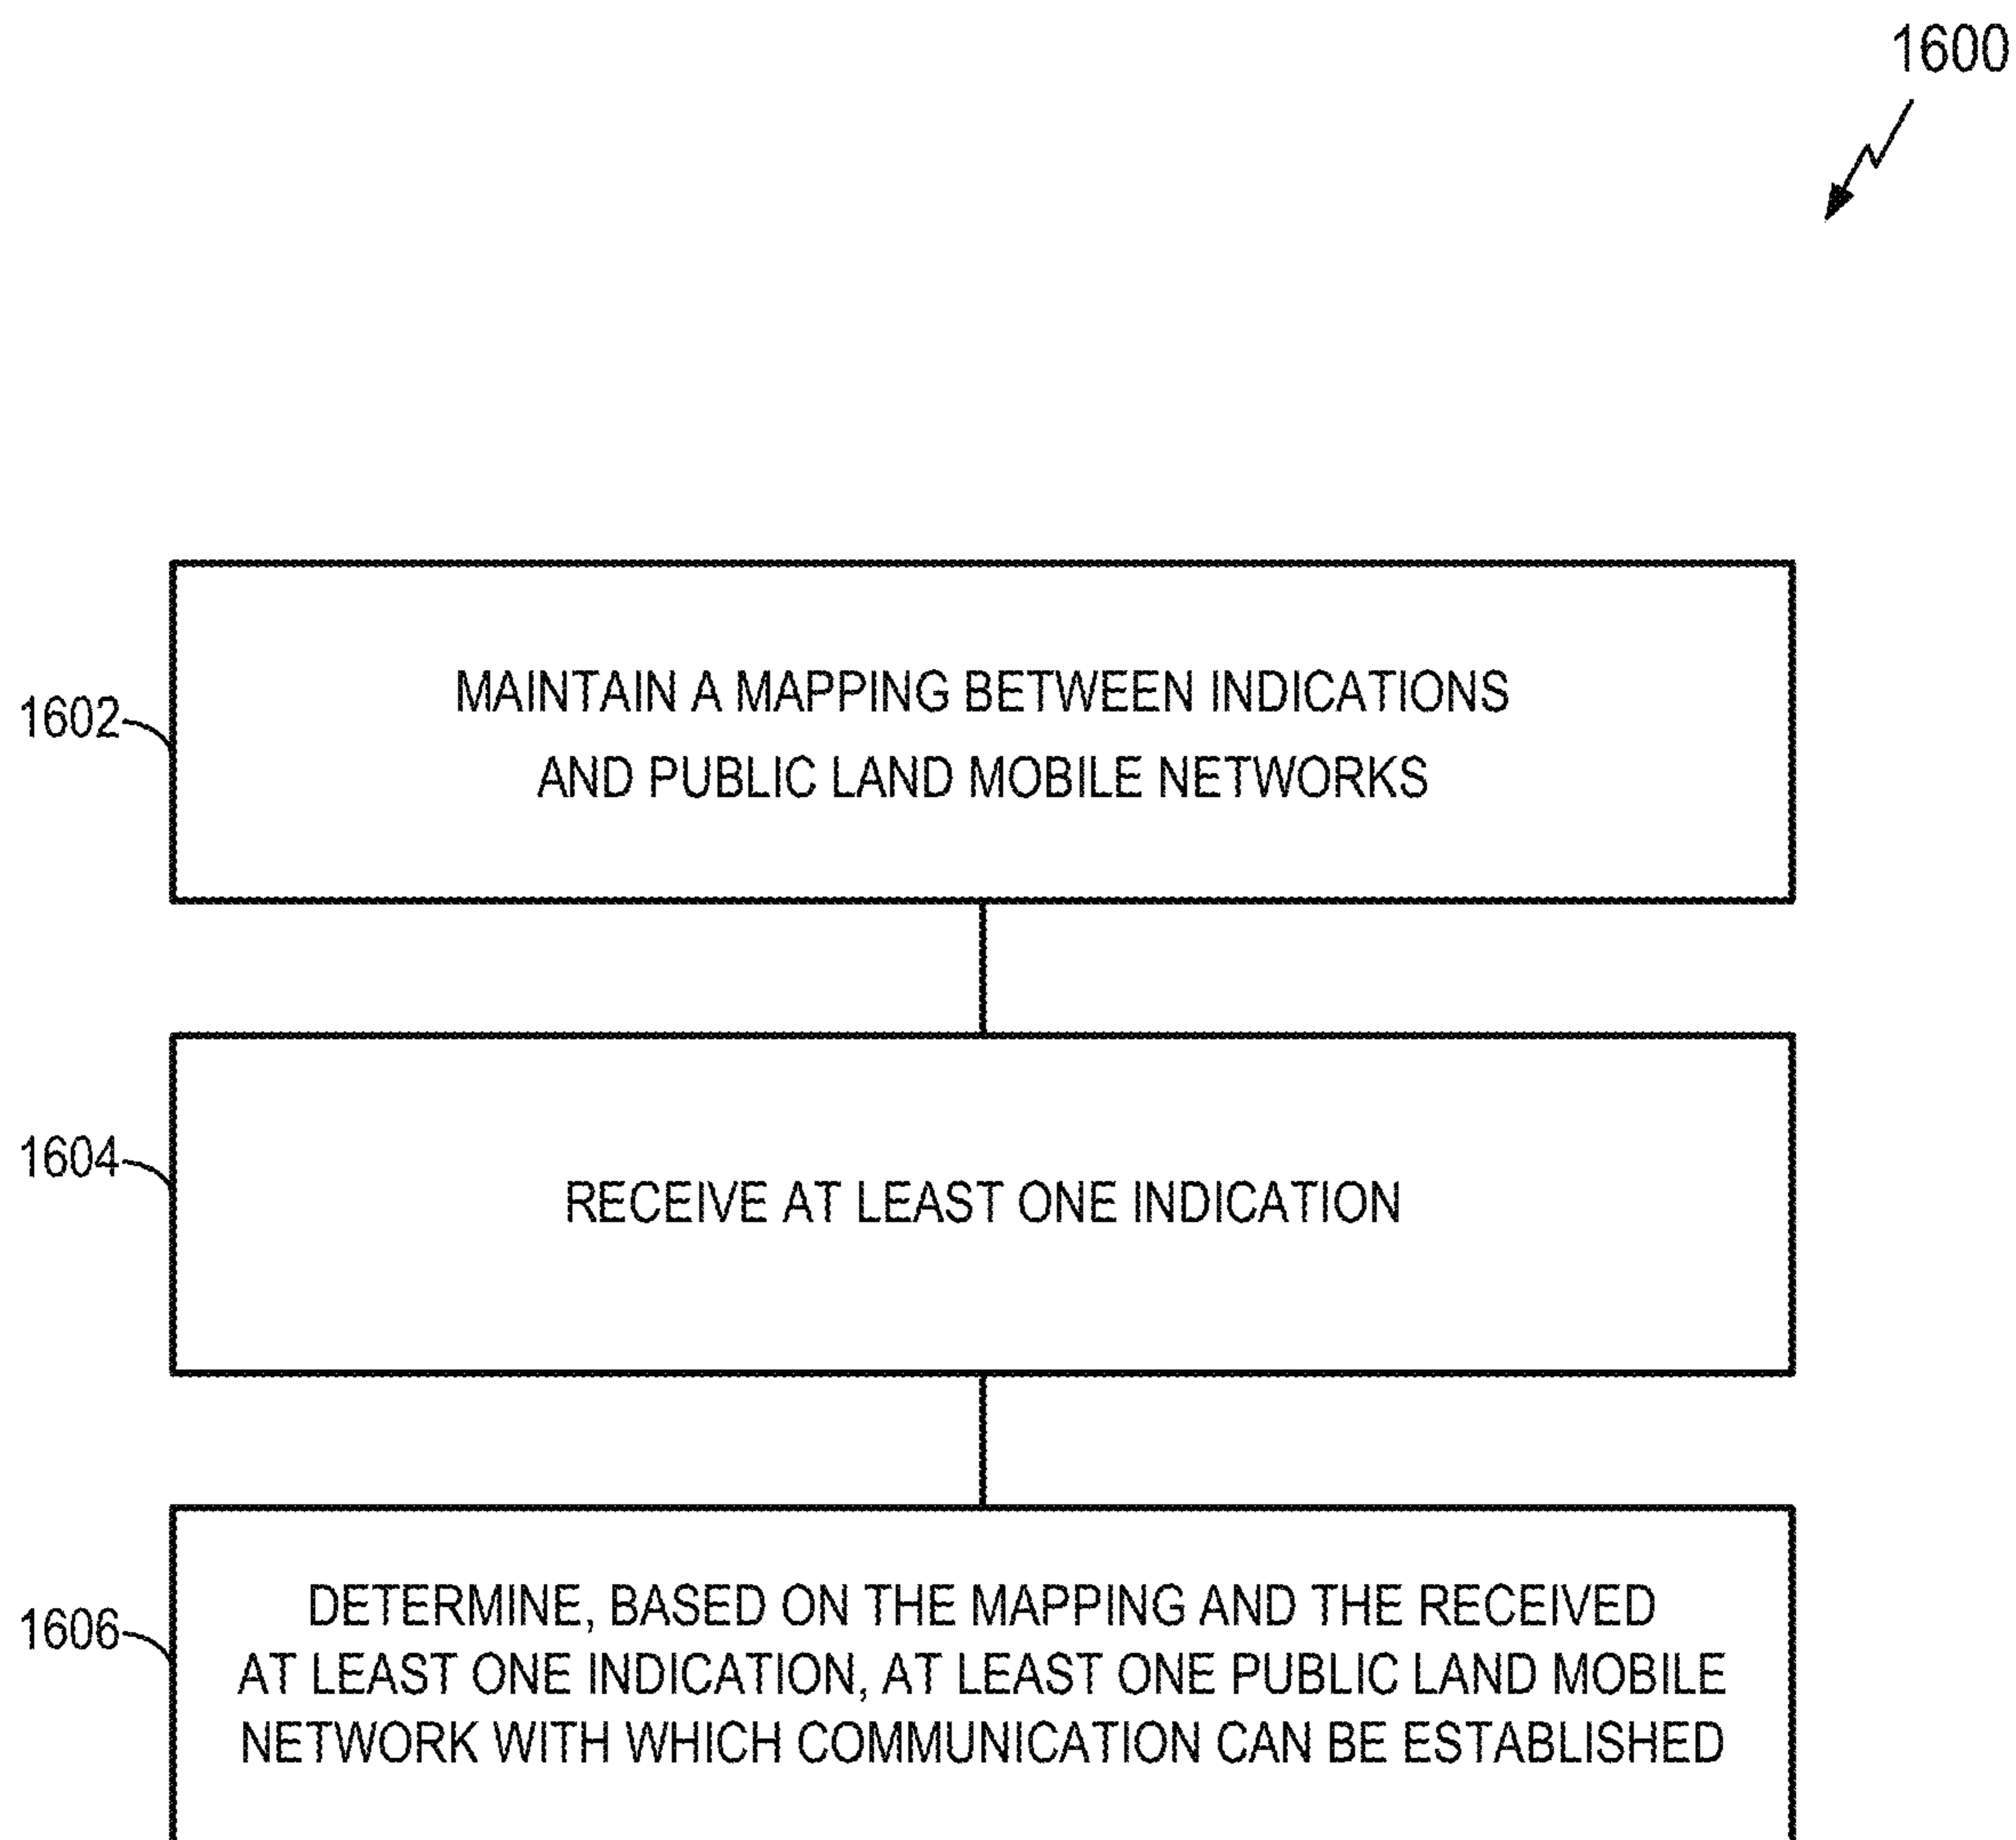 1600
1602
MAINTAIN A MAPPING BETWEEN INDICATIONS
AND PUBLIC LAND MOBILE NETWORKS
1604
RECEIVE AT LEAST ONE INDICATION
1606
DETERMINE, BASED ON THE MAPPING AND THE RECEIVED
AT LEAST ONE INDICATION, AT LEAST ONE PUBLIC LAND MOBILE
NETWORK WITH WHICH COMMUNICATION CAN BE ESTABLISHED